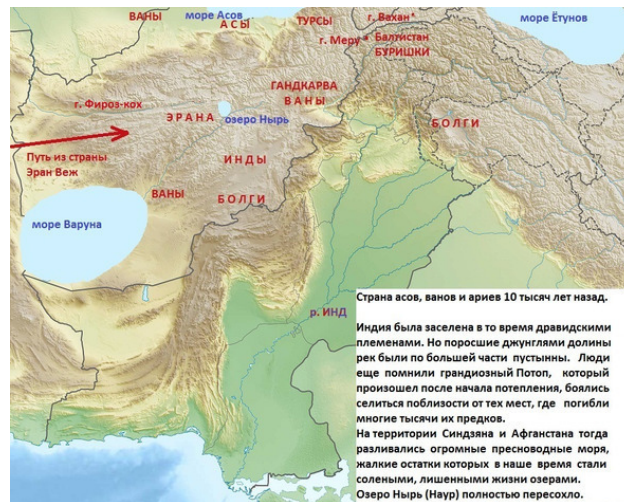 ВАНЫ
море Асов
АСЫ
ТУРСЫ
г. Вахан
море Ётунов
г. Меру
Балтистан
БУРИШКИ
ГАНДКАРВА
ВАНЫ
г. Фироз-кох
ЭРАНА
озеро Нырь
БОЛГИ
Путь из страны
Эран Веж
ИНДЫ
ВАНЫ
БОЛГИ
море Варуна
р. ИНД
Страна асов, ванов и ариев 10 тысяч лет назад.
Индия была заселена в то время дравидскими
племенами. Но поросшие джунглями долины
рек были по большей части пустынны. Люди
еще помнили грандиозный Потоп, который
произошел после начала потепления, боялись
селиться поблизости от тех мест, где погибли
многие тысячи их предков.
На территории Синдзяна и Афганстана тогда
разливались огромные пресноводные моря,
жалкие остатки которых в наше время стали
солеными, лишенными жизни озерами.
Озеро Нырь (Наур) полностью пересохло.